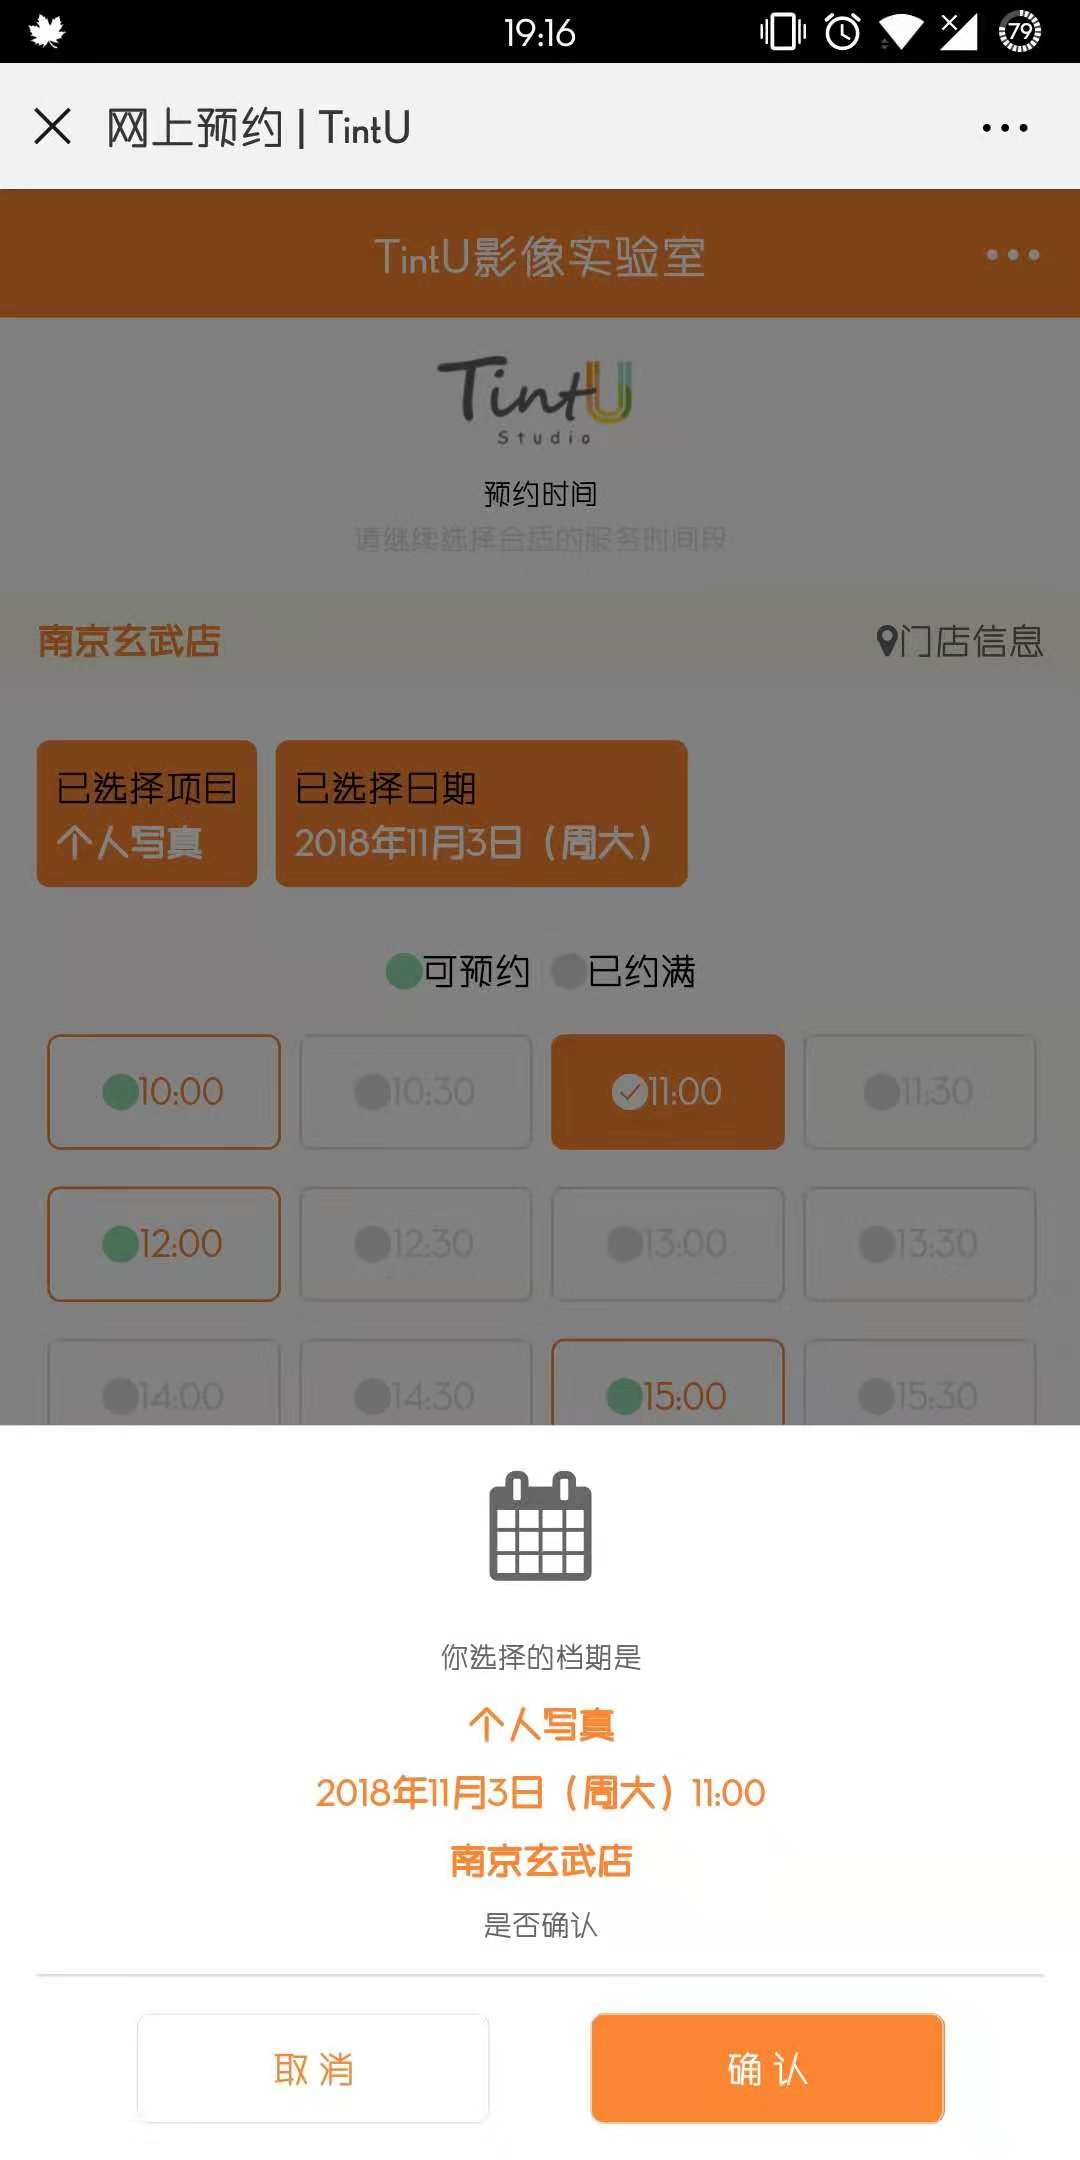 19:16
79
网上预约 | TintU
TintU影像实验室
TintU
Studio
预约时间
请继续选择合适的服务时间段
南京玄武店
门店信息
已选择项目
个人写真
已选择日期
2018年11月3日（周六）
可预约 已约满
10:00 10:30 11:00 11:30
12:00 12:30 13:00 13:30
14:00 14:30 15:00 15:30
你选择的档期是
个人写真
2018年11月3日（周六）11:00
南京玄武店
是否确认
取 消
确 认